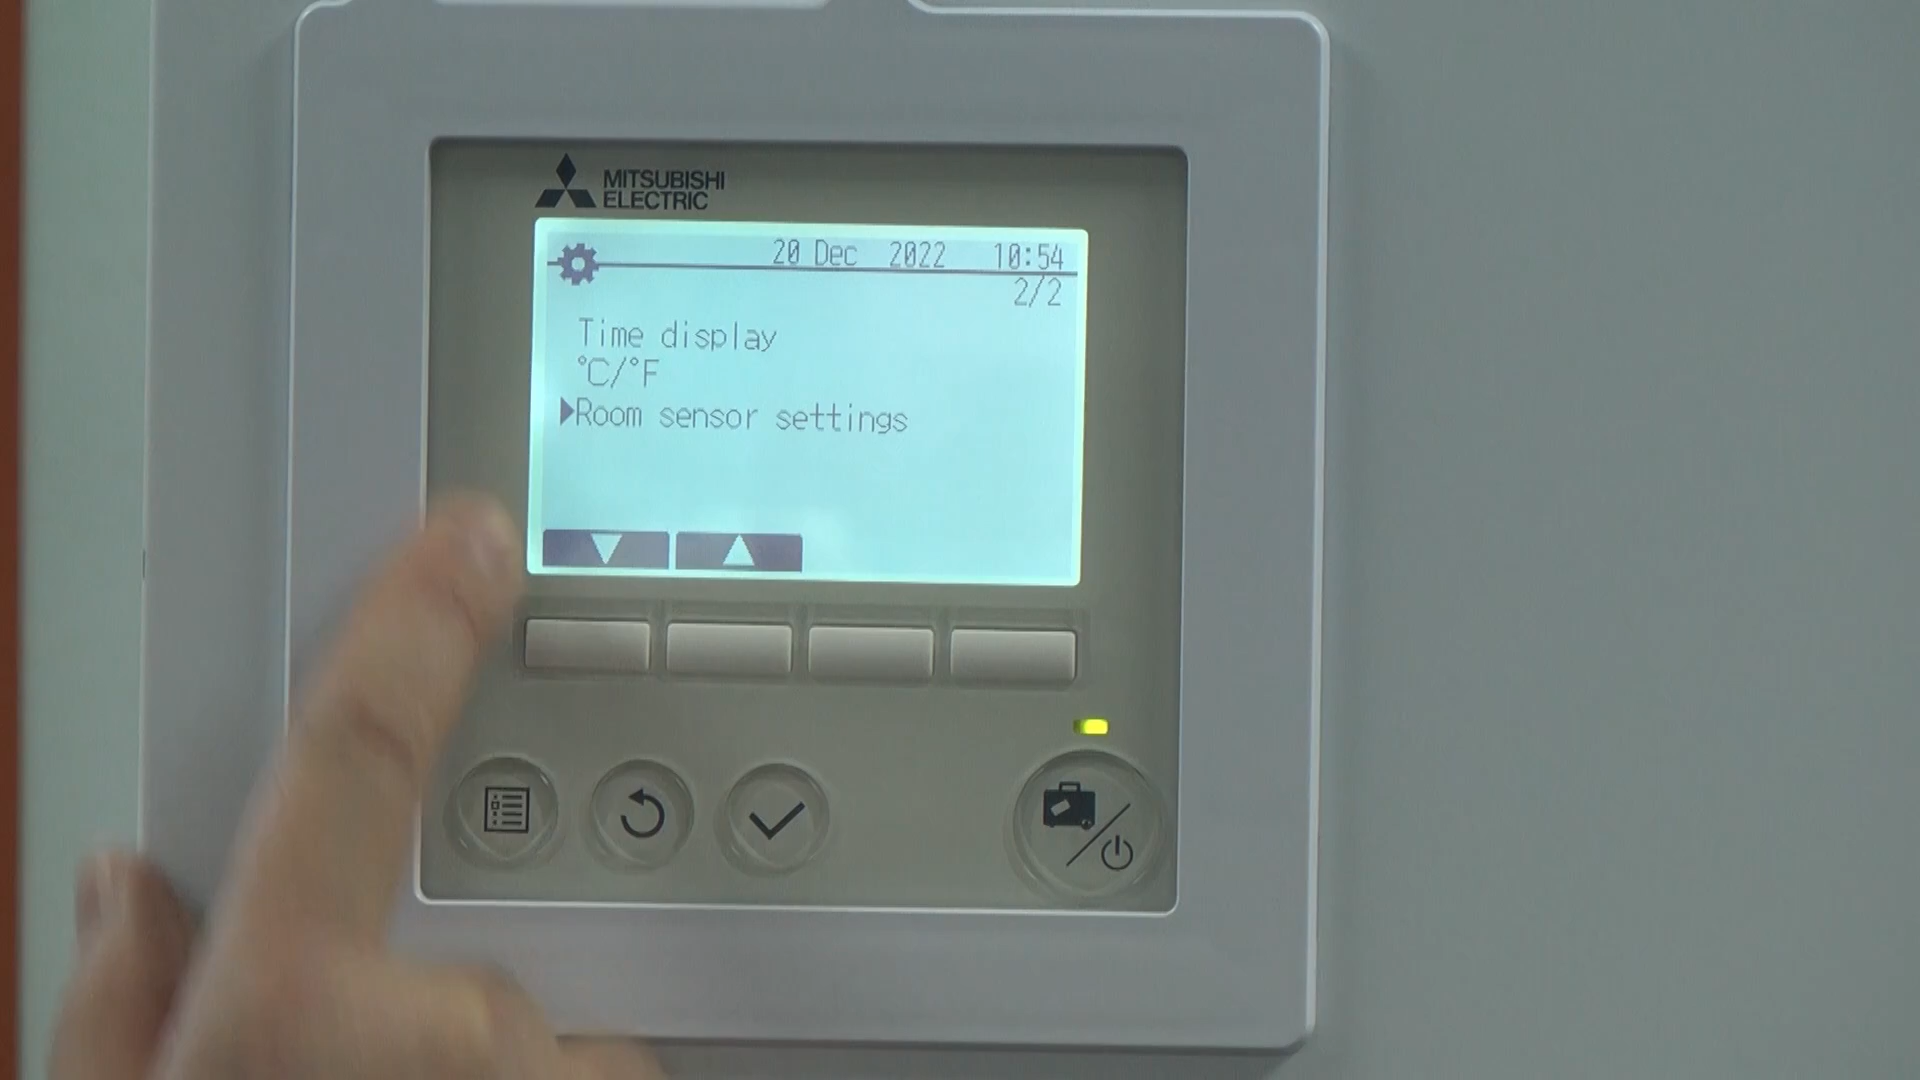 MITSUBISHI
ELECTRIC
20 Dec 2022 10:54
2/2
Time display
°C/°F
Room sensor settings